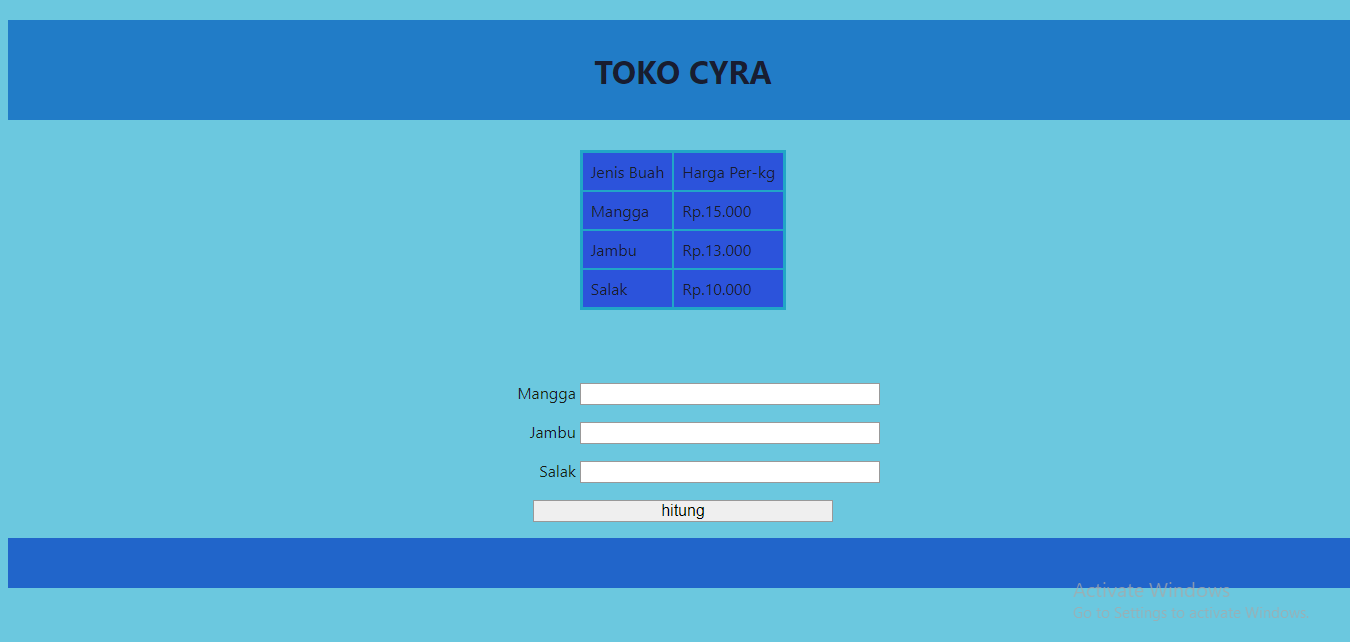 TOKO CYRA
Jenis Buah Harga Per-kg
Mangga Rp.15.000
Jambu Rp.13.000
Salak Rp.10.000
Mangga
Jambu
Salak
hitung
Activate Windows
Go to Settings to activate Windows.